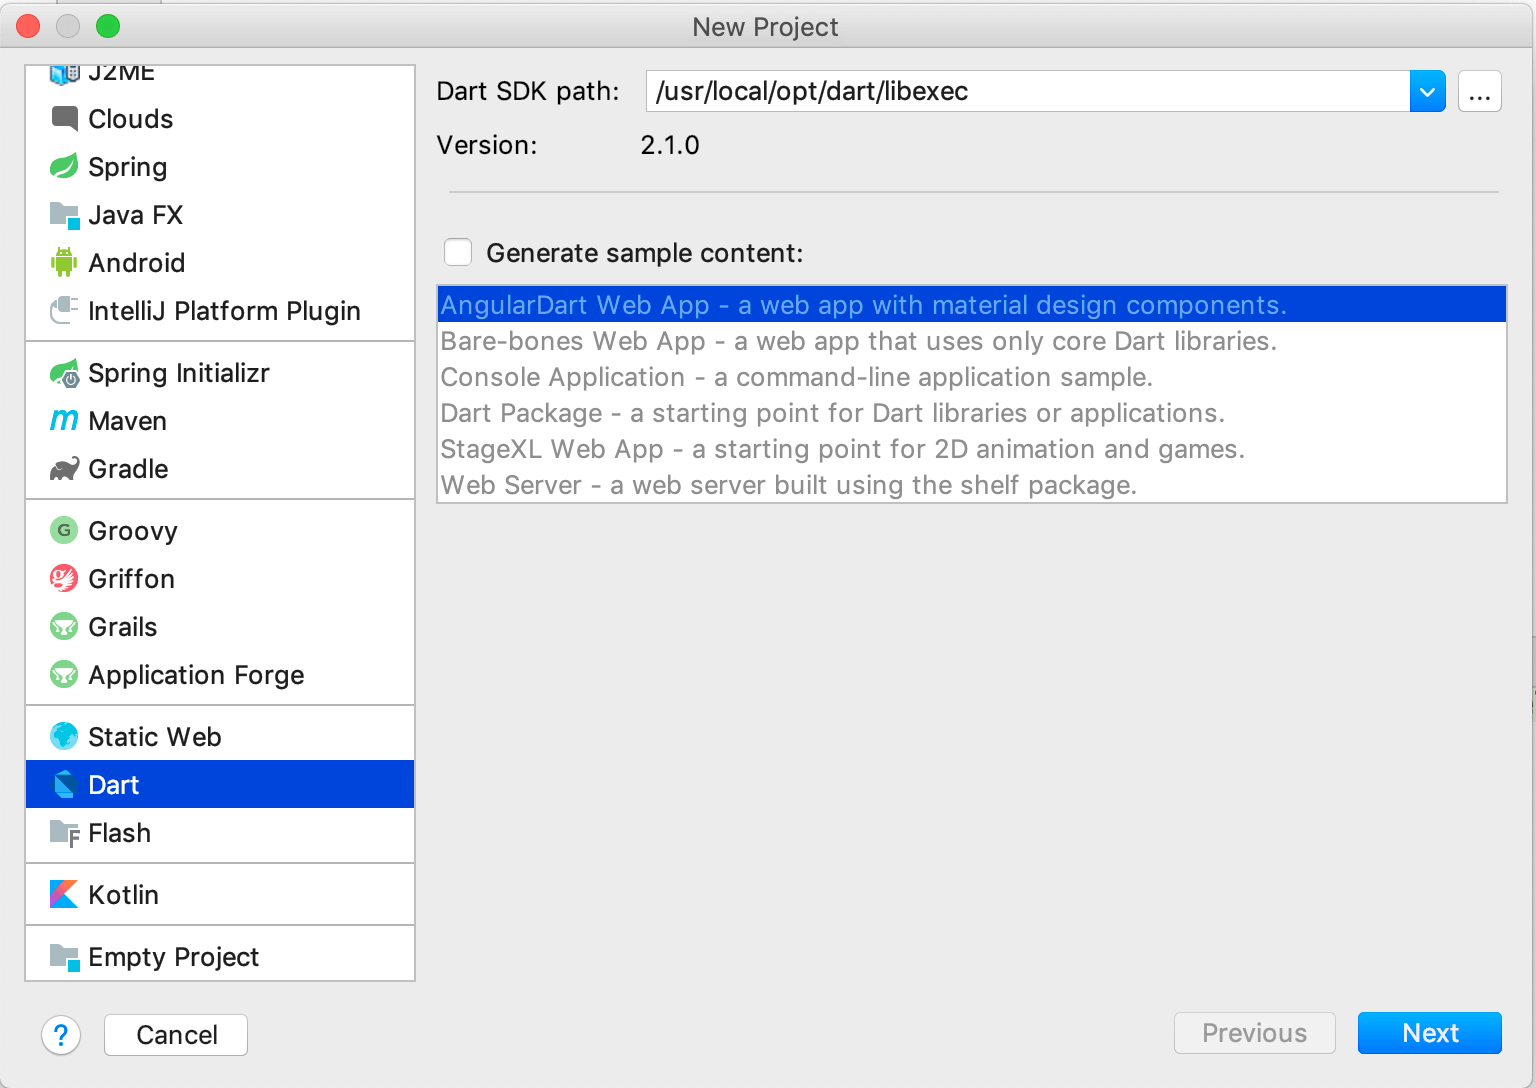 New Project
J2ME
Clouds
Spring
Java FX
Android
IntelliJ Platform Plugin
Spring Initializr
Maven
Gradle
Groovy
Griffon
Grails
Application Forge
Static Web
Dart
Flash
Kotlin
Empty Project
Dart SDK path: /usr/local/opt/dart/libexec ...
Version: 2.1.0
Generate sample content:
AngularDart Web App - a web app with material design components.
Bare-bones Web App - a web app that uses only core Dart libraries.
Console Application - a command-line application sample.
Dart Package - a starting point for Dart libraries or applications.
StageXL Web App - a starting point for 2D animation and games.
Web Server - a web server built using the shelf package.
? Cancel Previous Next